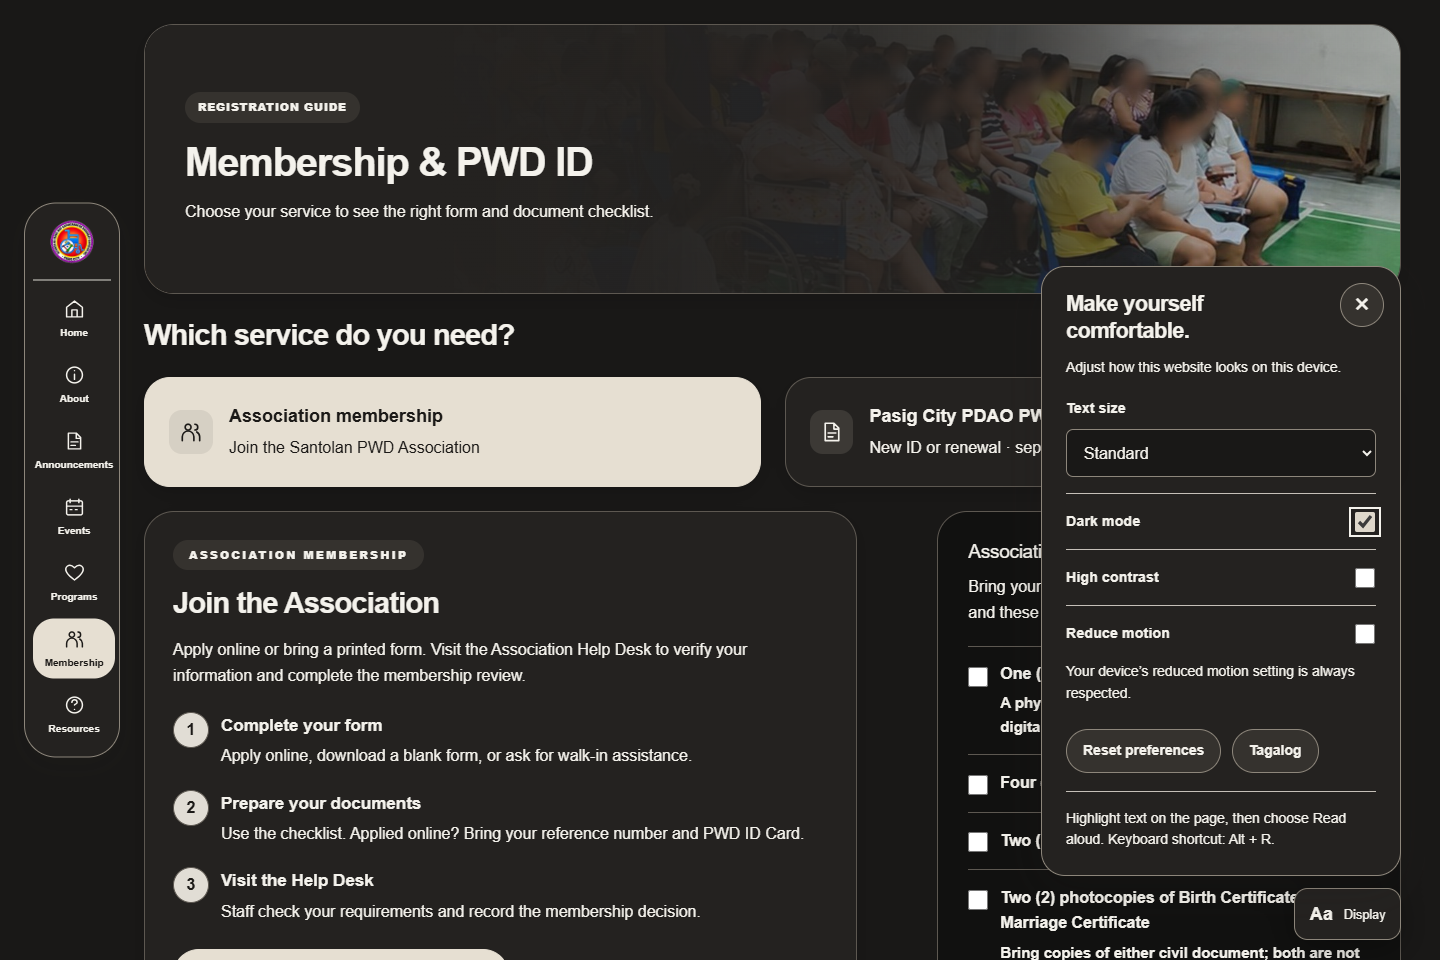 REGISTRATION GUIDE
Membership & PWD ID
Choose your service to see the right form and document checklist.
Home
About
Announcements
Events
Programs
Membership
Resources
Which service do you need?
Association membership
Join the Santolan PWD Association
Pasig City PDAO
New ID or renewal ·
ASSOCIATION MEMBERSHIP
Join the Association
Apply online or bring a printed form. Visit the Association Help Desk to verify your
information and complete the membership review.
1
Complete your form
Apply online, download a blank form, or ask for walk-in assistance.
2
Prepare your documents
Use the checklist. Applied online? Bring your reference number and PWD ID Card.
3
Visit the Help Desk
Staff check your requirements and record the membership decision.
Bring your
and these
One (
A
Four
Two (
Two (2) photocopies of Birth Certificate
Marriage Certificate
Bring copies of either civil document; both are not
Make yourself
comfortable.
Adjust how this website looks on this device.
Text size
Standard
Dark mode
High contrast
Reduce motion
Your device's reduced motion setting is always
respected.
Reset preferences
Tagalog
Highlight text on the page, then choose Read
aloud. Keyboard shortcut: Alt + R.
Aa Display